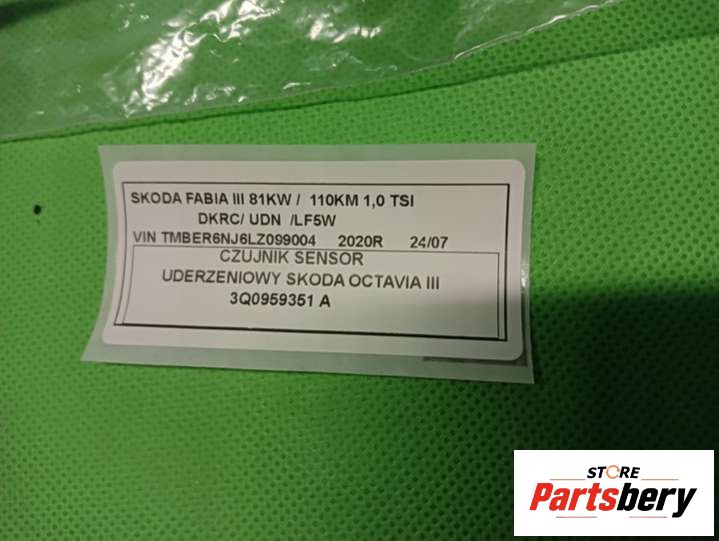 SKODA FABIA III 81KW / 110KM 1,0 TSI
DKRC/ UDN /LF5W
VIN TMBER6NJ6LZ099004 2020R 24/07
CZUJNIK SENSOR
UDERZENIOWY SKODA OCTAVIA III
3Q0959351 A
STORE
Partsbery